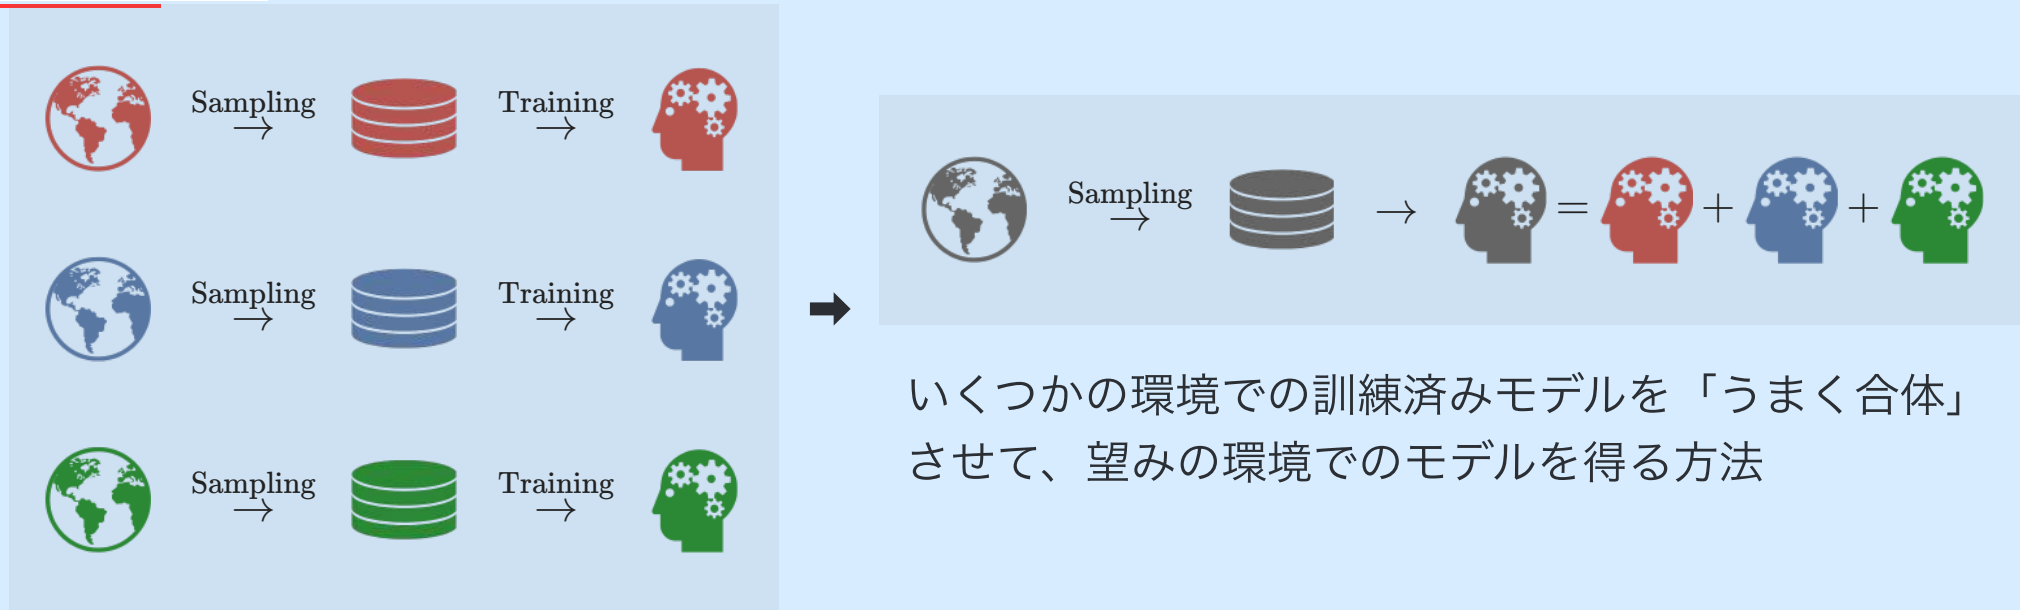 Sampling → Training →
Sampling → Training →
Sampling → Training →
Sampling → → = + +
いくつかの環境での訓練済みモデルを「うまく合体」
させて、望みの環境でのモデルを得る方法